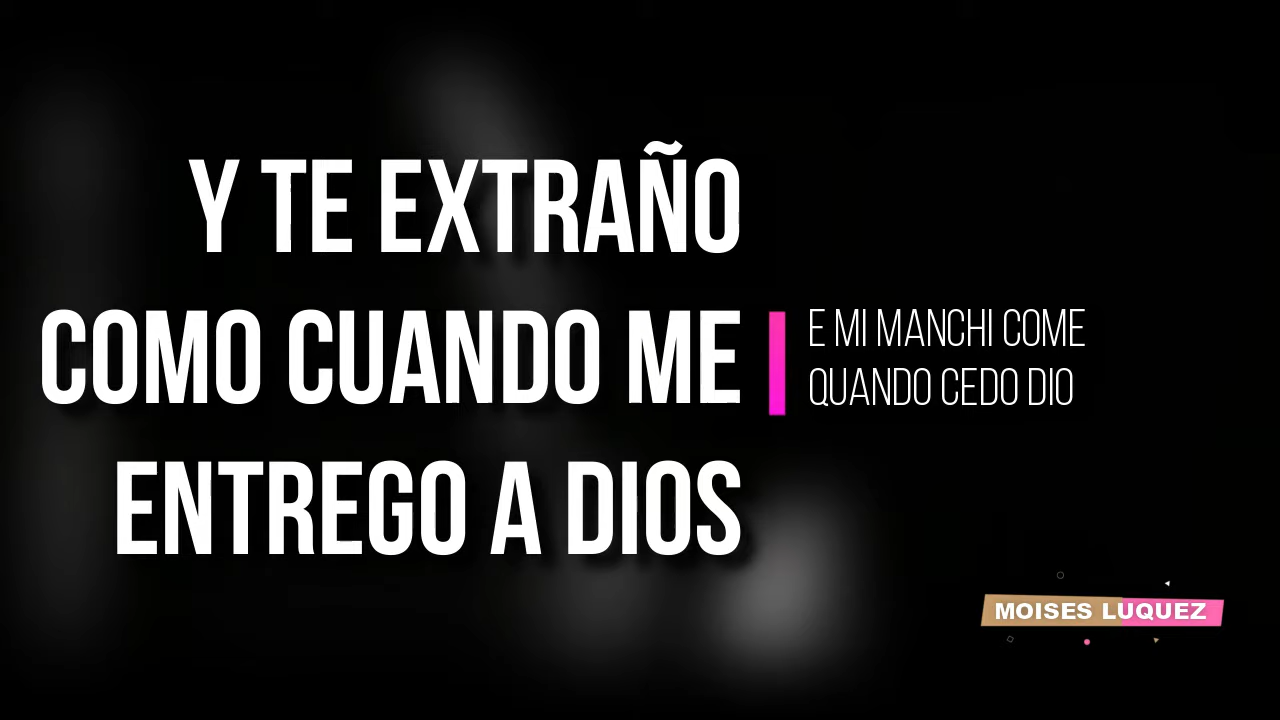 Y TE EXTRAÑO
COMO CUANDO ME
ENTREGO A DIOS
E MI MANCHI COME
QUANDO CEDO DIO
MOISES LUQUEZ